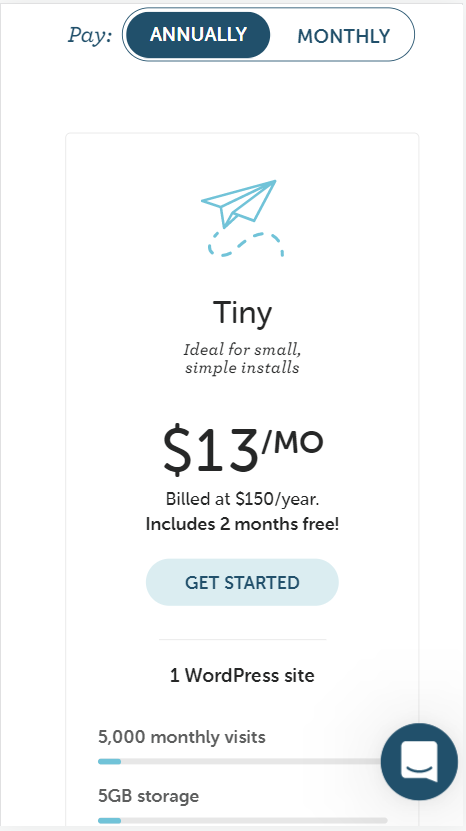 Pay: ANNUALLY MONTHLY
Tiny
Ideal for small,
simple installs
$13/MO
Billed at $150/year.
Includes 2 months free!
GET STARTED
1 WordPress site
5,000 monthly visits
5GB storage